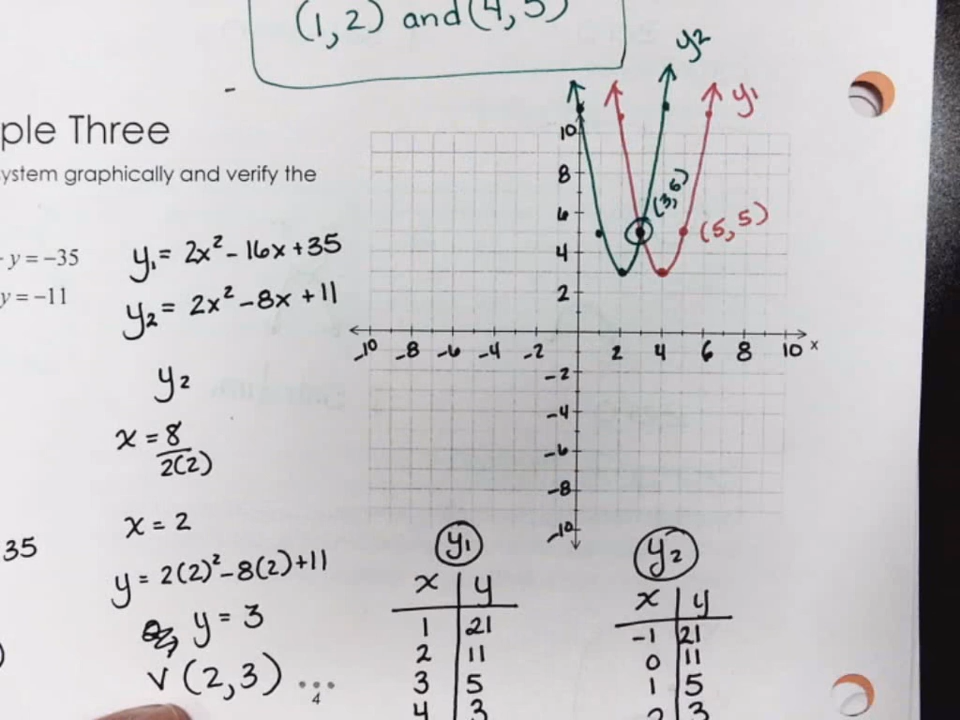 (1,2) and (4,5)
ple Three
ystem graphically and verify the
- y = -35
y = -11
y₁ = 2x² - 16x + 35
y₂ = 2x² - 8x + 11
y₂
x = 8
2(2)
x = 2
35
y = 2(2)² - 8(2) + 11
y = 3
V (2,3)
4
y₂
y₁
10
8
6
4
2
(3,5)
(5,5)
-10 -8 -6 -4 -2 2 4 6 8 10 x
-2
-4
-6
-8
-10
y₁
x y
1 21
2 11
3 5
4 3
y₂
x y
-1 21
0 11
1 5
2 3